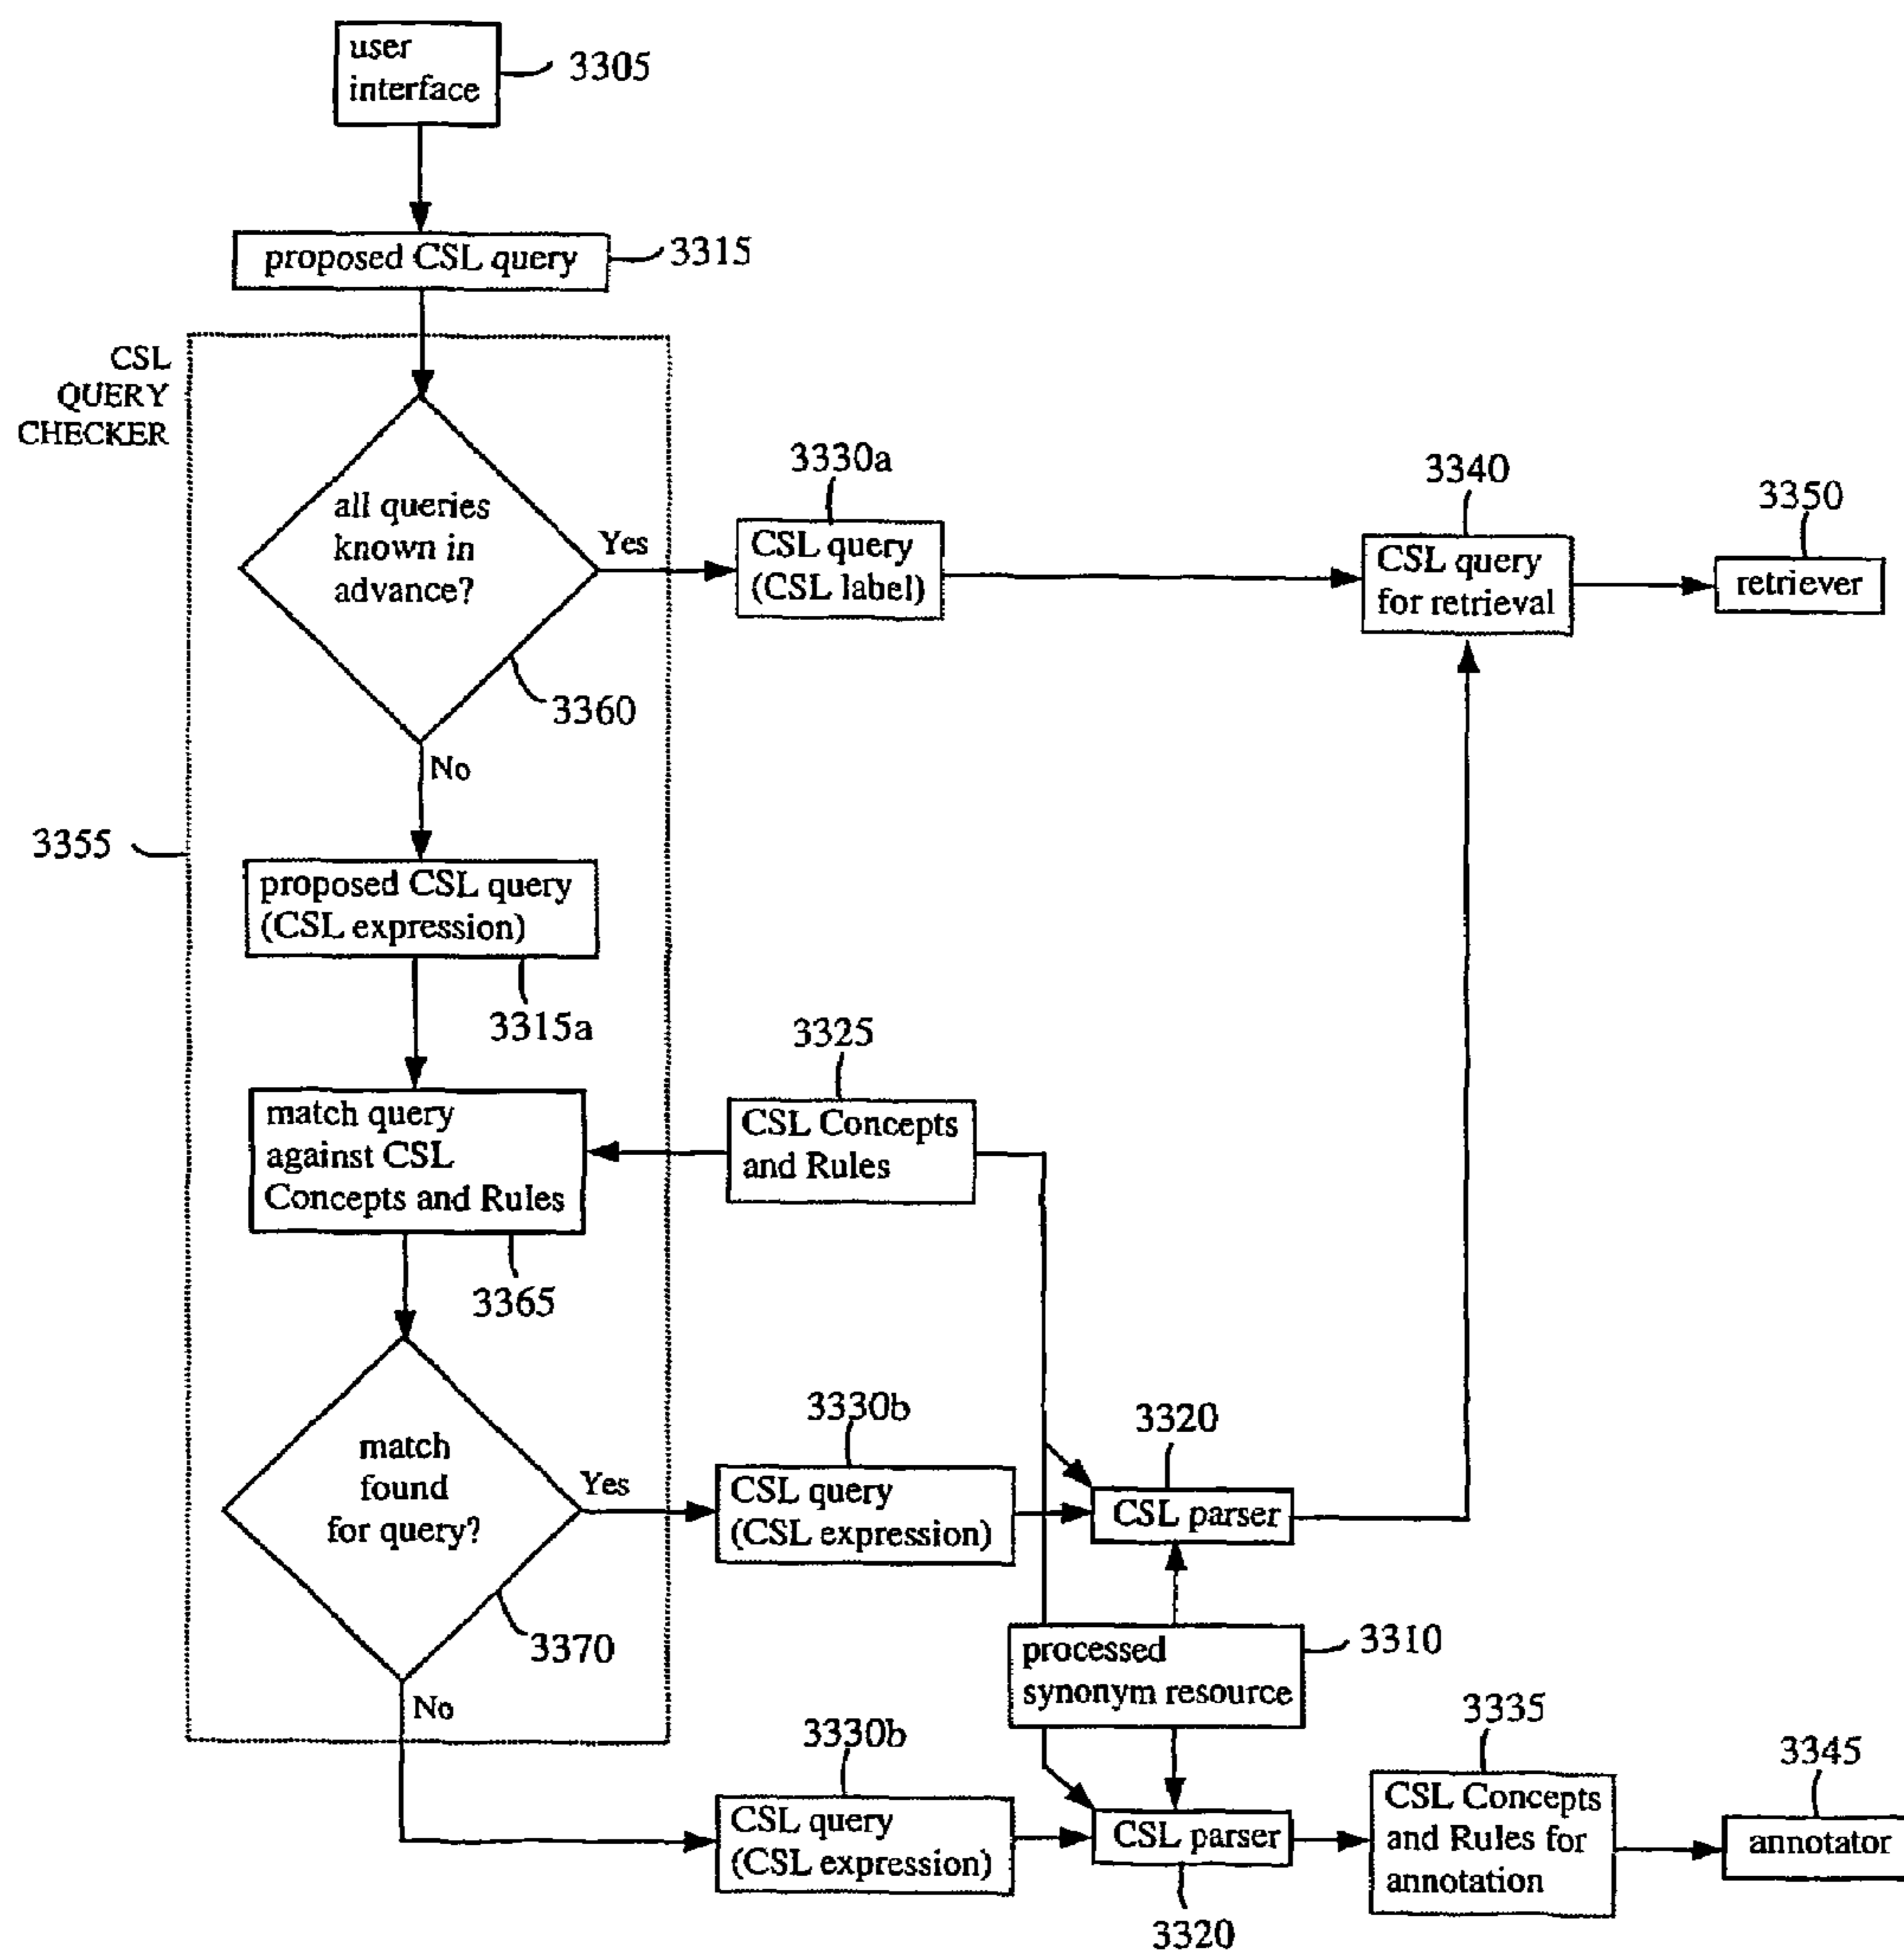 user
interface
3305
proposed CSL query
3315
CSL
QUERY
CHECKER
all queries
known in
advance?
Yes
3360
No
3330a
CSL query
(CSL label)
3340
CSL query
for retrieval
3350
retriever
3355
proposed CSL query
(CSL expression)
3315a
match query
against CSL
Concepts and Rules
3365
3325
CSL Concepts
and Rules
match
found
for query?
Yes
3370
No
3330b
CSL query
(CSL expression)
3320
CSL parser
processed
synonym resource
3310
3330b
CSL query
(CSL expression)
CSL parser
3320
3335
CSL Concepts
and Rules for
annotation
3345
annotator